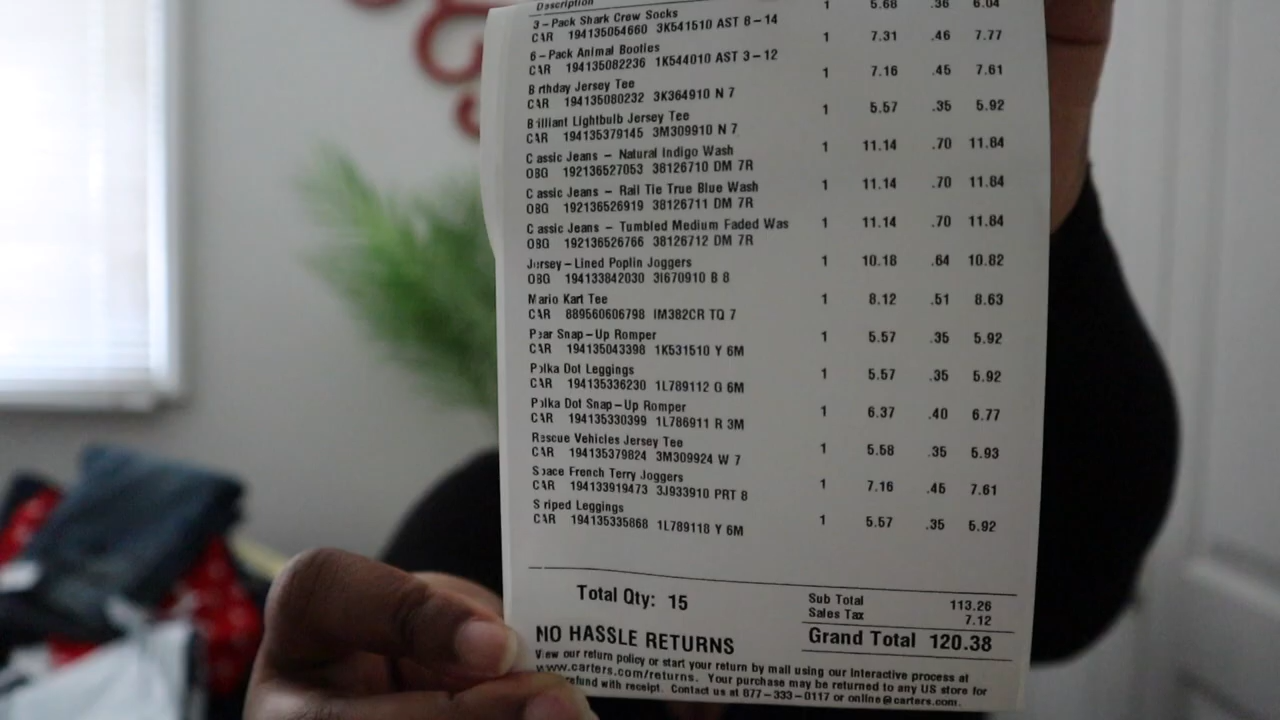 Description
3-Pack Shark Crew Socks 1 5.68 .36 6.04
CAR 194135054660 3K541510 AST 8-14
6-Pack Animal Booties 1 7.31 .46 7.77
CAR 194135082236 1K544010 AST 3-12
Birthday Jersey Tee 1 7.16 .45 7.61
CAR 194135080232 3K364910 N 7
Brilliant Lightbulb Jersey Tee 1 5.57 .35 5.92
CAR 194135379145 3M309910 N 7
Classic Jeans - Natural Indigo Wash 1 11.14 .70 11.84
OBG 192136527053 38126710 DM 7R
Classic Jeans - Rail Tie True Blue Wash 1 11.14 .70 11.84
OBG 192136526919 38126711 DM 7R
Classic Jeans - Tumbled Medium Faded Was 1 11.14 .70 11.84
OBG 192136526766 38126712 DM 7R
Jersey-Lined Poplin Joggers 1 10.18 .64 10.82
OBG 194133842030 3I670910 B 8
Mario Kart Tee 1 8.12 .51 8.63
CAR 889560606798 IM382CR TQ 7
Pear Snap-Up Romper 1 5.57 .35 5.92
CAR 194135043398 1K531510 Y 6M
Polka Dot Leggings 1 5.57 .35 5.92
CAR 194135336230 1L789112 G 6M
Polka Dot Snap-Up Romper 1 6.37 .40 6.77
CAR 194135330399 1L786911 R 3M
Rescue Vehicles Jersey Tee 1 5.58 .35 5.93
CAR 194135379824 3M309924 W 7
Space French Terry Joggers 1 7.16 .45 7.61
CAR 194133919473 3J933910 PRT 8
Striped Leggings 1 5.57 .35 5.92
CAR 194135335868 1L789118 Y 6M
Total Qty: 15
Sub Total 113.26
Sales Tax 7.12
Grand Total 120.38
NO HASSLE RETURNS
View our return policy or start your return by mail using our interactive process at
www.carters.com/returns. Your purchase may be returned to any US store for
refund with receipt. Contact us at 877-333-0117 or online@carters.com.